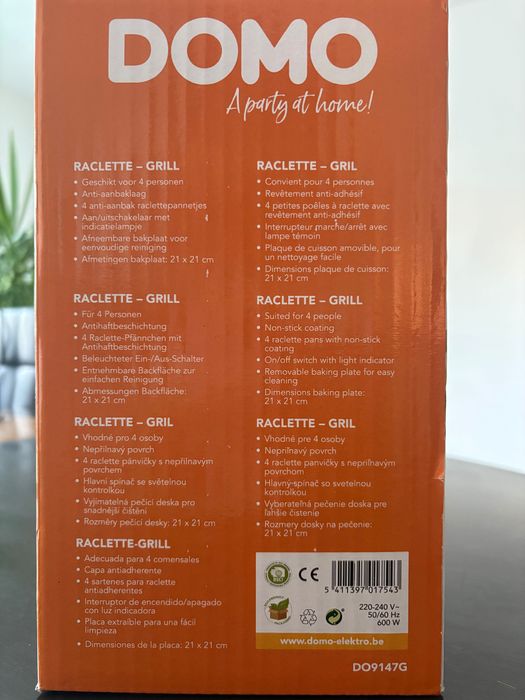 DOMO
A party at home!
RACLETTE – GRILL
• Geschikt voor 4 personen
• Anti-aanbaklaag
• 4 anti-aanbak raclettepannetjes
• Aan/uitschakelaar met
indicatielampje
• Afneembare bakplaat voor
eenvoudige reiniging
• Afmetingen bakplaat: 21 x 21 cm
RACLETTE – GRIL
• Convient pour 4 personnes
• Revêtement anti-adhésif
• 4 petites poêles à raclette avec
revêtement anti-adhésif
• Interrupteur marche/arrêt avec
lampe témoin
• Plaque de cuisson amovible, pour
un nettoyage facile
• Dimensions plaque de cuisson:
21 x 21 cm
RACLETTE – GRILL
• Für 4 Personen
• Antihaftbeschichtung
• 4 Raclette-Pfännchen mit
Antihaftbeschichtung
• Beleuchteter Ein-/Aus-Schalter
• Entnehmbare Backfläche zur
einfachen Reinigung
• Abmessungen Backfläche:
21 x 21 cm
RACLETTE – GRILL
• Suited for 4 people
• Non-stick coating
• 4 raclette pans with non-stick
coating
• On/off switch with light indicator
• Removable baking plate for easy
cleaning
• Dimensions baking plate:
21 x 21 cm
RACLETTE – GRIL
• Vhodné pro 4 osoby
• Nepřilnavý povrch
• 4 raclette pánvičky s nepřilnavým
povrchem
• Hlavní spínač se světelnou
kontrolkou
• Vyjímatelná pečící deska pro
snadnější čištění
• Rozměry pečící desky: 21 x 21 cm
RACLETTE – GRIL
• Vhodné pre 4 osoby
• Nepriľnavý povrch
• 4 raclette panvičky s nepriľnavým
povrchom
• Hlavný spínač so svetelnou
kontrolkou
• Vyberateľná pečenie doska pre
ľahšie čistenie
• Rozmery dosky na pečenie:
21 x 21 cm
RACLETTE-GRILL
• Adecuada para 4 comensales
• Capa antiadherente
• 4 sartenes para raclette
antiadherentes
• Interruptor de encendido/apagado
con luz indicadora
• Placa extraíble para una fácil
limpieza
• Dimensiones de la placa: 21 x 21 cm
CE
5 411397 017543
220-240 V~
50/60 Hz
600 W
www.domo-elektro.be
DO9147G